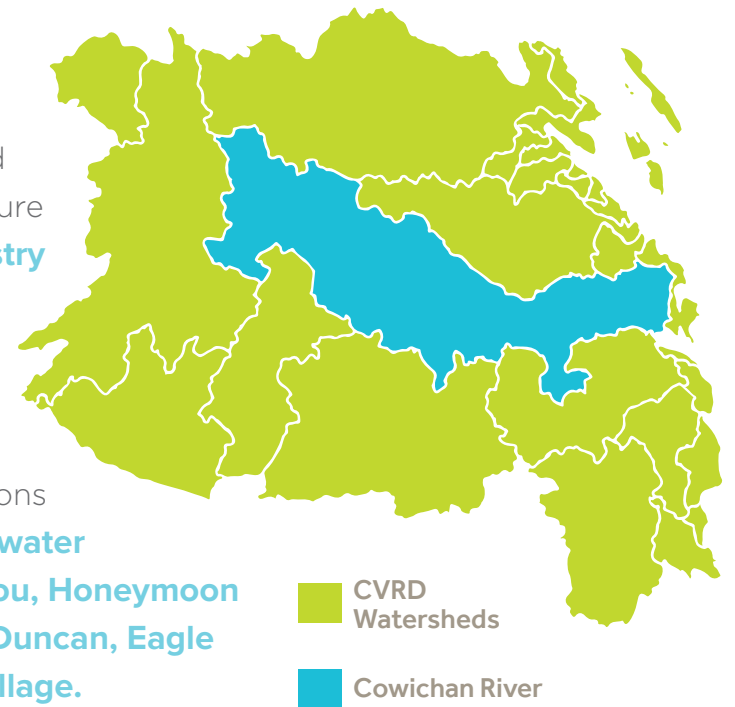 ure
stry
ons
water
ou, Honeymoon
Duncan, Eagle
llage.
CVRD
Watersheds
Cowichan River